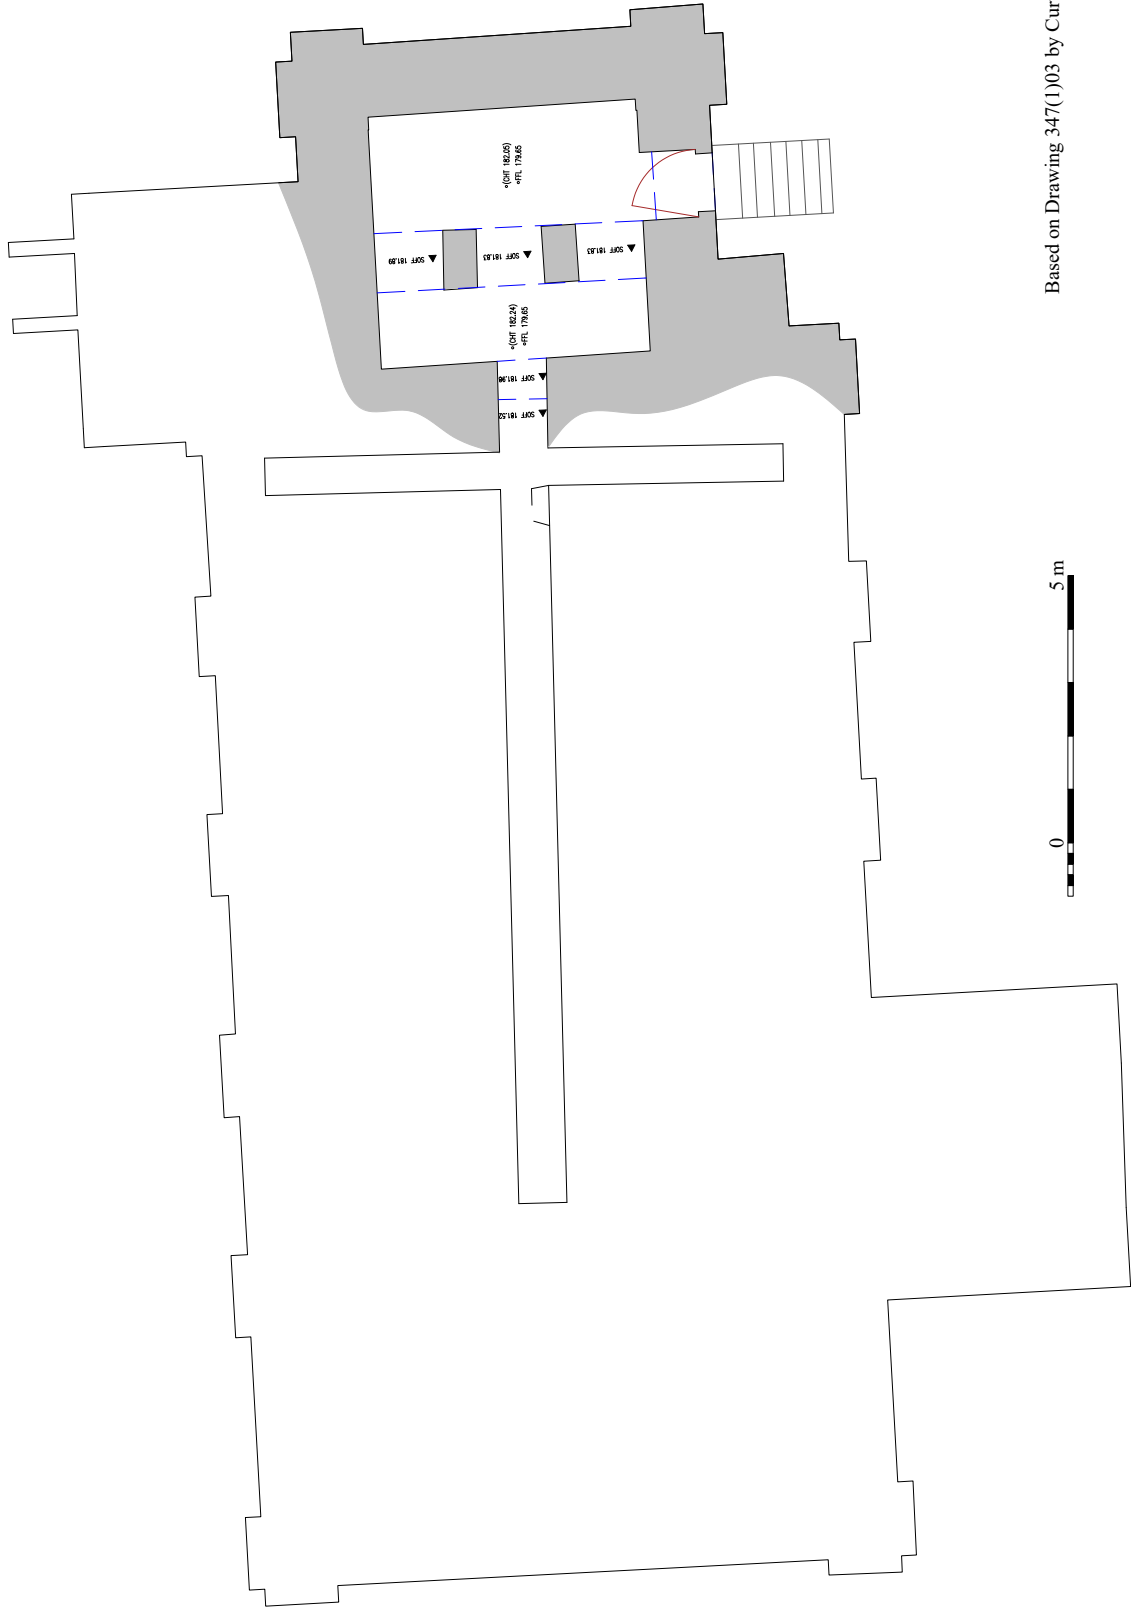 Based on Drawing 347(1)03 by Cur
(CHT 182.05)
FFL 179.65
SOFF 181.89
SOFF 181.83
SOFF 181.83
(CHT 182.24)
FFL 179.65
SOFF 181.98
SOFF 181.52
0 5 m